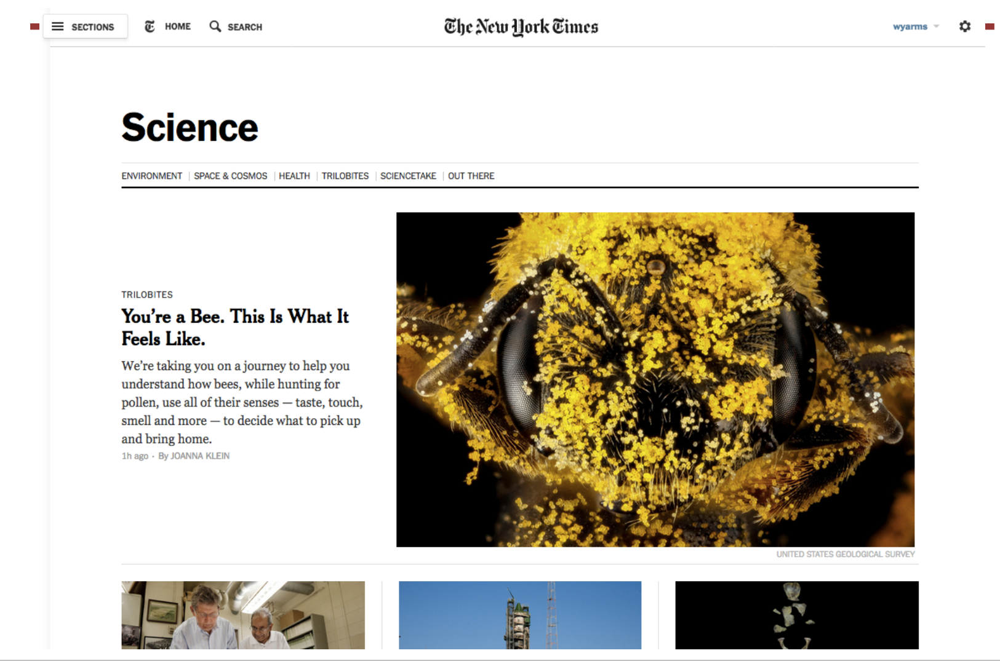 SECTIONS HOME SEARCH The New York Times wyarms
Science
ENVIRONMENT | SPACE & COSMOS | HEALTH | TRILOBITES | SCIENCETAKE | OUT THERE
TRILOBITES
You’re a Bee. This Is What It
Feels Like.
We’re taking you on a journey to help you
understand how bees, while hunting for
pollen, use all of their senses — taste, touch,
smell and more — to decide what to pick up
and bring home.
1h ago · By JOANNA KLEIN
UNITED STATES GEOLOGICAL SURVEY